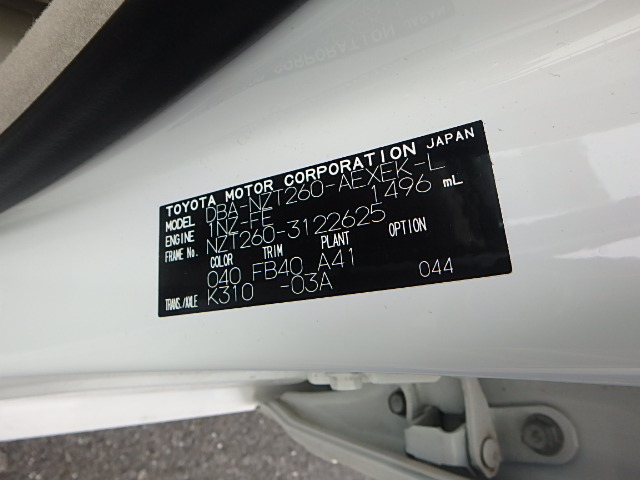 TOYOTA MOTOR CORPORATION JAPAN
MODEL DBA-NZT260-AEXEK-L
ENGINE 1NZ-FE 1496 mL
FRAME No. NZT260-3122625
COLOR TRIM PLANT OPTION
040 FB40 A41
TRANS./AXLE K310 -03A 044